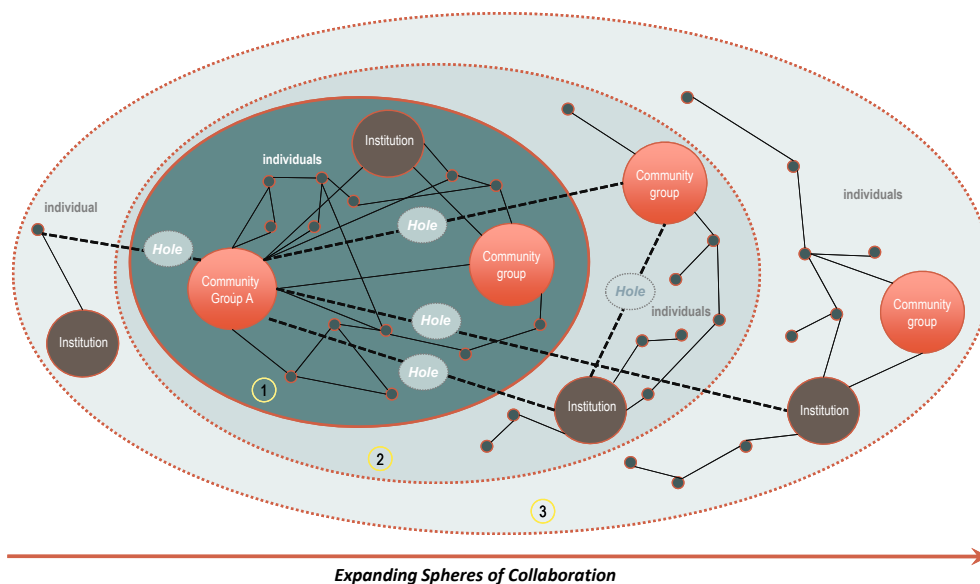 Institution
individuals
Community
group
individuals
individual
Hole
Hole
Community
Group A
Community
group
Hole
individuals
Community
group
Hole
Institution
Hole
1
Institution
Institution
2
3
Expanding Spheres of Collaboration